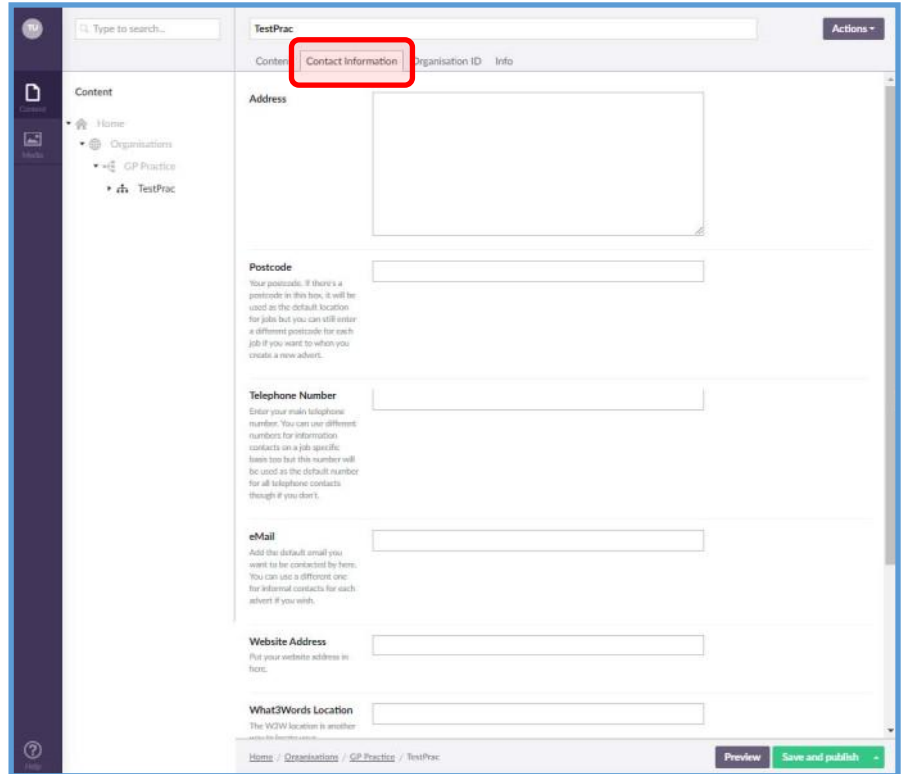 TU
Type to search...
TestPrac
Actions
Content
Contact Information
Organisation ID
Info
Content
Media
Content
Home
Organisations
GP Practice
TestPrac
Address
Postcode
Your postcode. If there's a
postcode in this box, it will be
used as the default location
for jobs but you can still enter
a different postcode for each
job if you want to when you
create a new advert.
Telephone Number
Enter your main telephone
number. You can use different
numbers for information
contacts on a job specific
basis too but this number will
be used as the default number
for all telephone contacts
though if you don't.
eMail
Add the default email you
want to be contacted by here.
You can use a different one
for informal contacts for each
advert if you wish.
Website Address
Put your website address in
here.
What3Words Location
The W3W location is another
way to locate your
Help
Home / Organisations / GP Practice / TestPrac
Preview
Save and publish